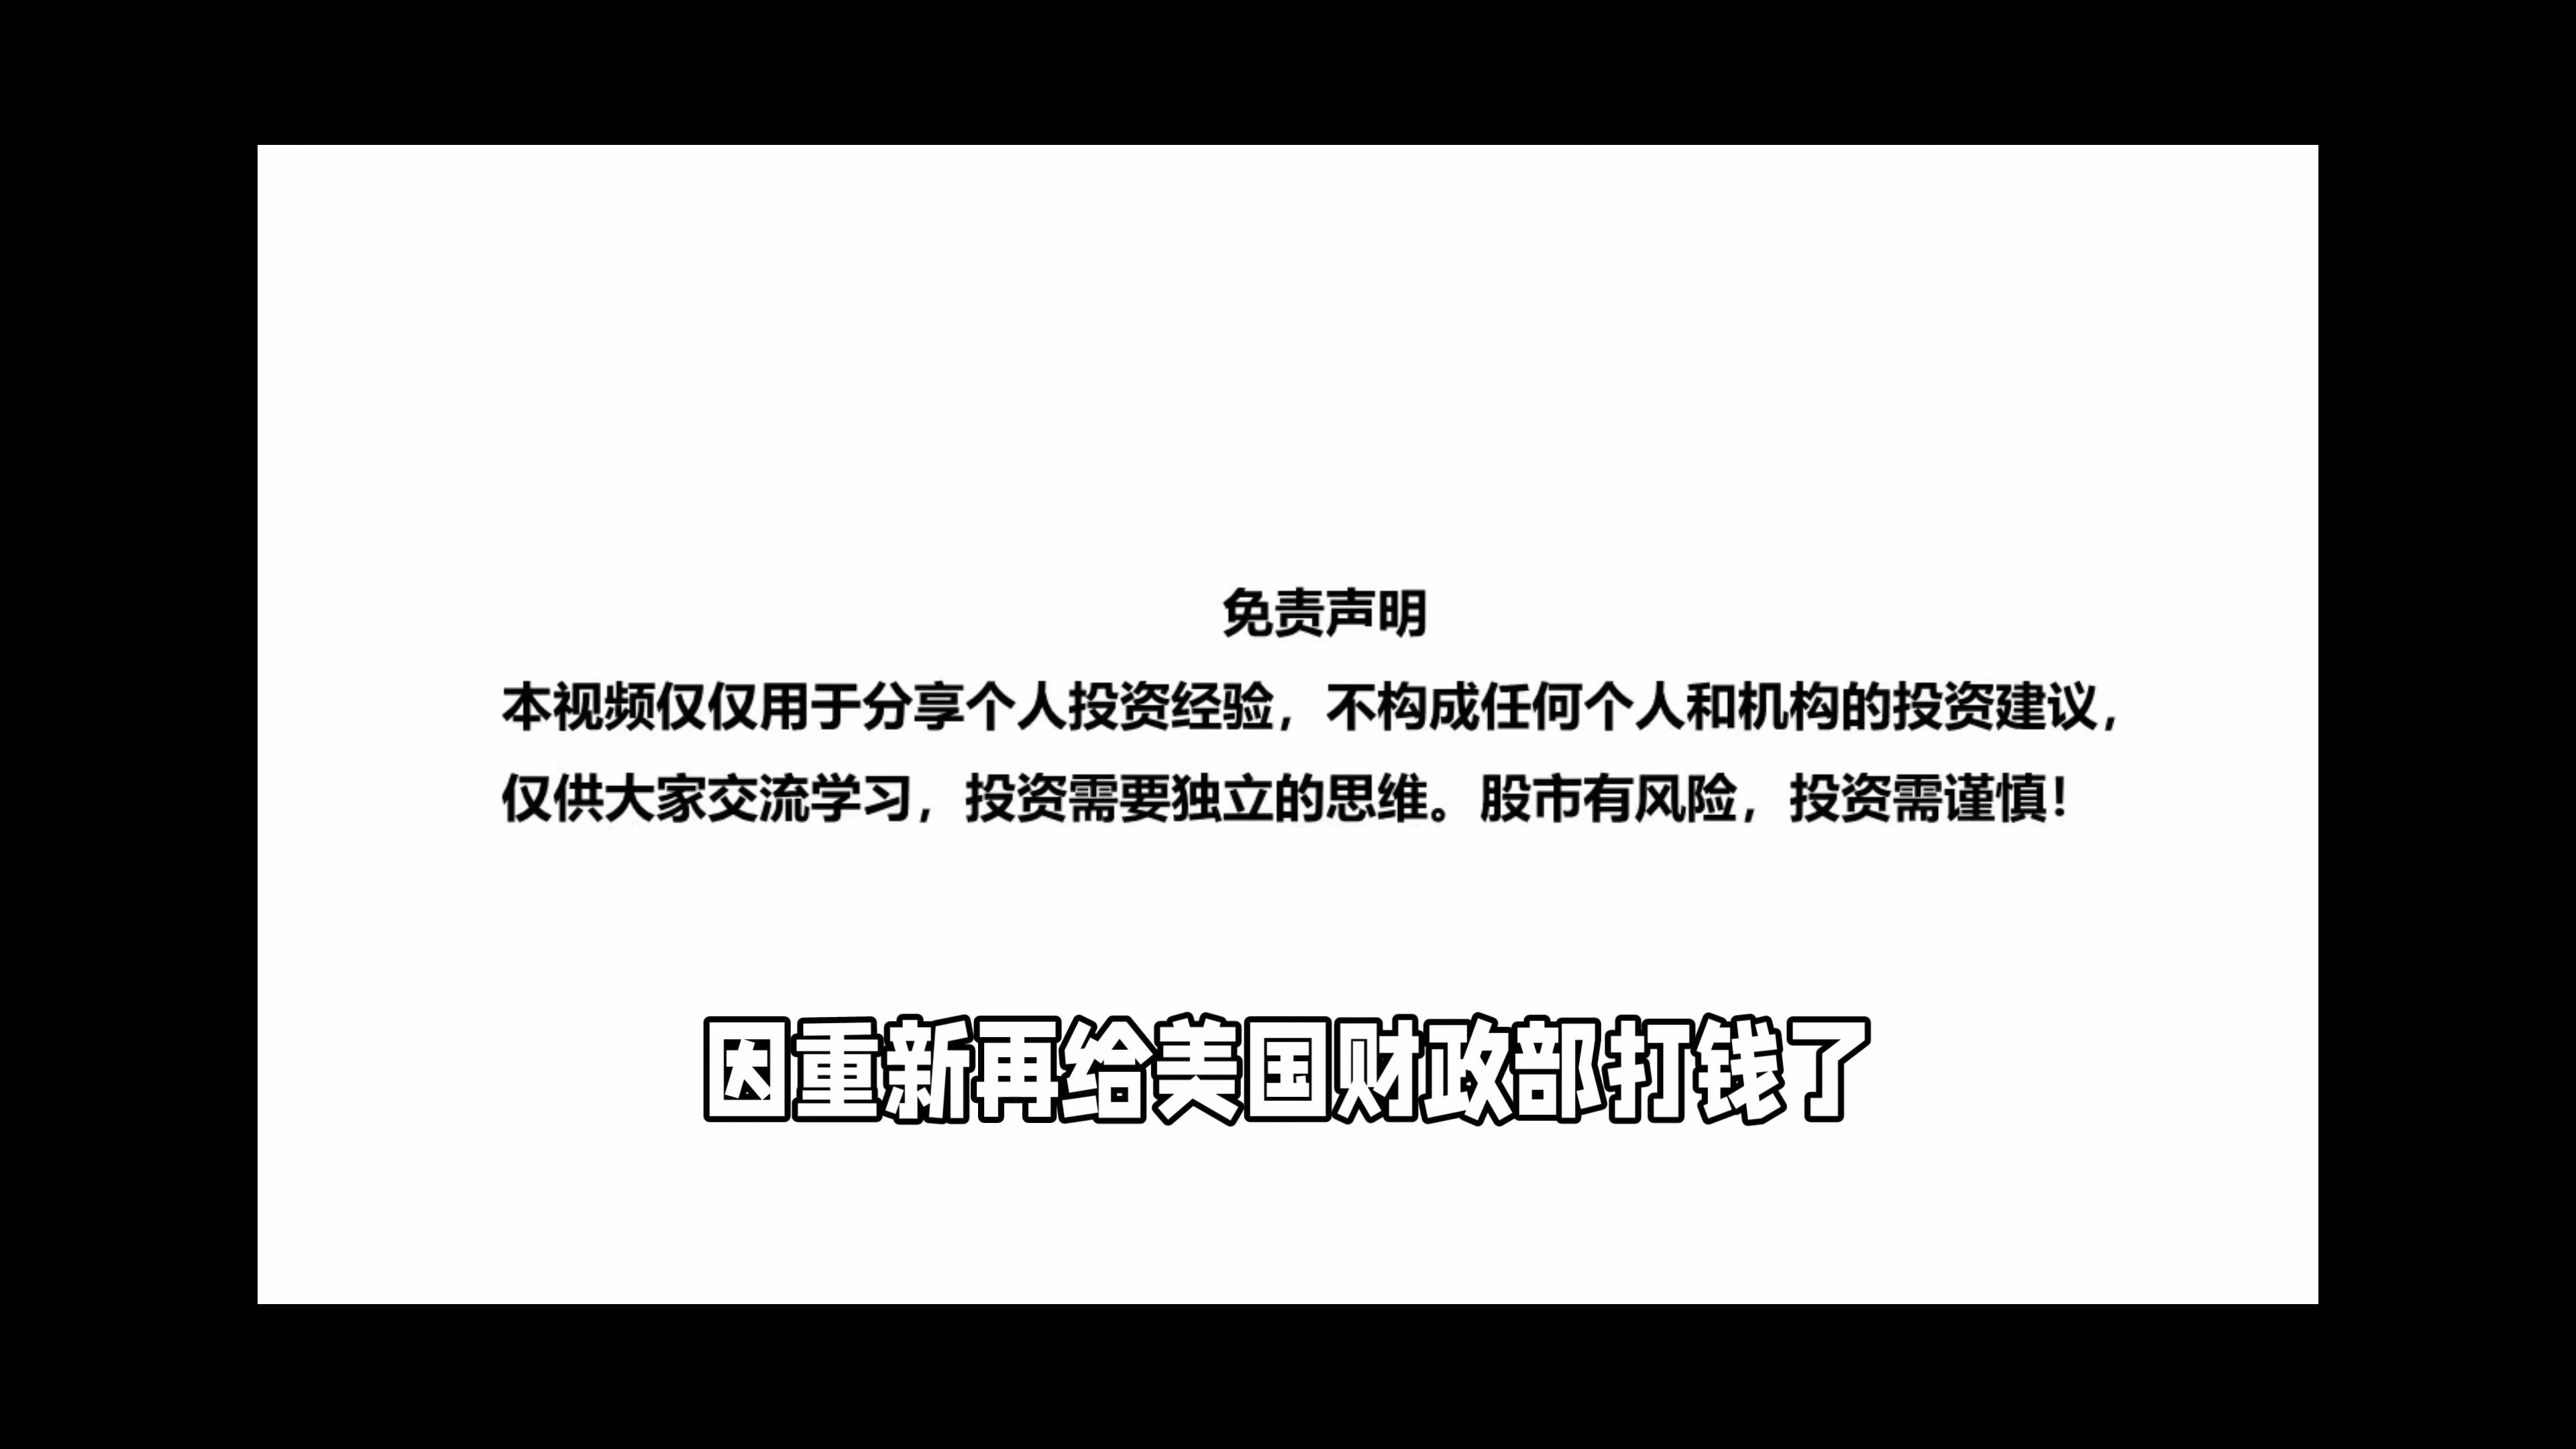 免责声明
本视频仅仅用于分享个人投资经验，不构成任何个人和机构的投资建议，
仅供大家交流学习，投资需要独立的思维。股市有风险，投资需谨慎！
因重新再给美国财政部打钱了